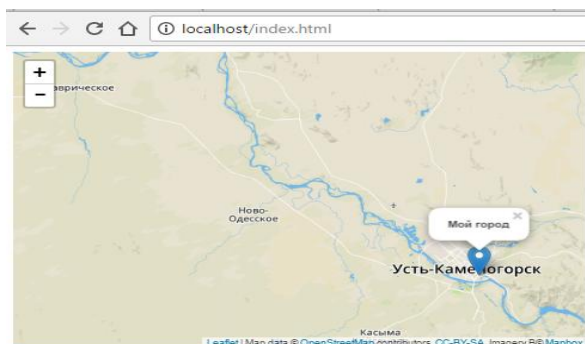 localhost/index.html
+
−
аврическое
Ново-
Одесское
Мой город
×
Усть-Каменогорск
Касыма
Leaflet | Map data © OpenStreetMap contributors, CC-BY-SA, Imagery В© Mapbox